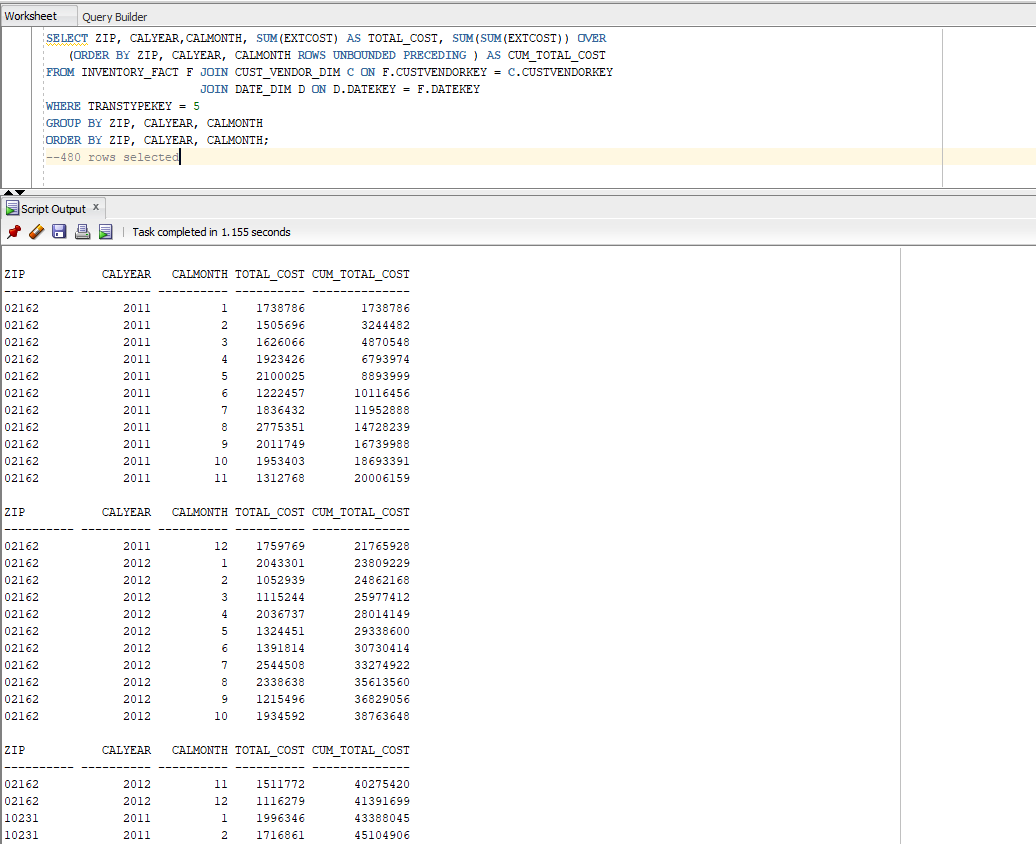 Worksheet Query Builder
SELECT ZIP, CALYEAR,CALMONTH, SUM(EXTCOST) AS TOTAL_COST, SUM(SUM(EXTCOST)) OVER
(ORDER BY ZIP, CALYEAR, CALMONTH ROWS UNBOUNDED PRECEDING ) AS CUM_TOTAL_COST
FROM INVENTORY_FACT F JOIN CUST_VENDOR_DIM C ON F.CUSTVENDORKEY = C.CUSTVENDORKEY
JOIN DATE_DIM D ON D.DATEKEY = F.DATEKEY
WHERE TRANSTYPEKEY = 5
GROUP BY ZIP, CALYEAR, CALMONTH
ORDER BY ZIP, CALYEAR, CALMONTH;
--480 rows selected
Script Output x
Task completed in 1.155 seconds
ZIP CALYEAR CALMONTH TOTAL_COST CUM_TOTAL_COST
---------- ---------- ---------- ---------- --------------
02162 2011 1 1738786 1738786
02162 2011 2 1505696 3244482
02162 2011 3 1626066 4870548
02162 2011 4 1923426 6793974
02162 2011 5 2100025 8893999
02162 2011 6 1222457 10116456
02162 2011 7 1836432 11952888
02162 2011 8 2775351 14728239
02162 2011 9 2011749 16739988
02162 2011 10 1953403 18693391
02162 2011 11 1312768 20006159
ZIP CALYEAR CALMONTH TOTAL_COST CUM_TOTAL_COST
---------- ---------- ---------- ---------- --------------
02162 2011 12 1759769 21765928
02162 2012 1 2043301 23809229
02162 2012 2 1052939 24862168
02162 2012 3 1115244 25977412
02162 2012 4 2036737 28014149
02162 2012 5 1324451 29338600
02162 2012 6 1391814 30730414
02162 2012 7 2544508 33274922
02162 2012 8 2338638 35613560
02162 2012 9 1215496 36829056
02162 2012 10 1934592 38763648
ZIP CALYEAR CALMONTH TOTAL_COST CUM_TOTAL_COST
---------- ---------- ---------- ---------- --------------
02162 2012 11 1511772 40275420
02162 2012 12 1116279 41391699
10231 2011 1 1996346 43388045
10231 2011 2 1716861 45104906